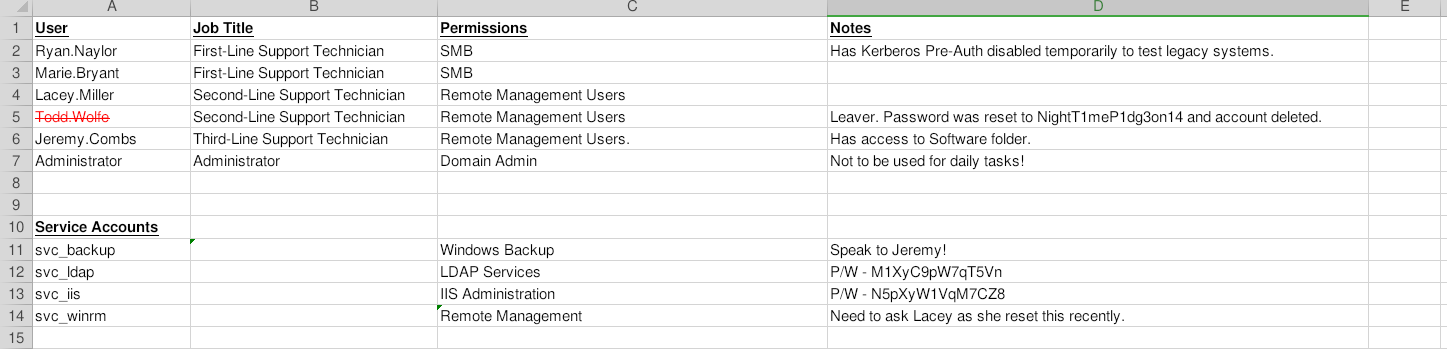 A B C D E
1 User Job Title Permissions Notes
2 Ryan.Naylor First-Line Support Technician SMB Has Kerberos Pre-Auth disabled temporarily to test legacy systems.
3 Marie.Bryant First-Line Support Technician SMB
4 Lacey.Miller Second-Line Support Technician Remote Management Users
5 Todd.Wolfe Second-Line Support Technician Remote Management Users Leaver. Password was reset to NightT1meP1dg3on14 and account deleted.
6 Jeremy.Combs Third-Line Support Technician Remote Management Users. Has access to Software folder.
7 Administrator Administrator Domain Admin Not to be used for daily tasks!
8
9
10 Service Accounts
11 svc_backup Windows Backup Speak to Jeremy!
12 svc_ldap LDAP Services P/W - M1XyC9pW7qT5Vn
13 svc_iis IIS Administration P/W - N5pXyW1VqM7CZ8
14 svc_winrm Remote Management Need to ask Lacey as she reset this recently.
15